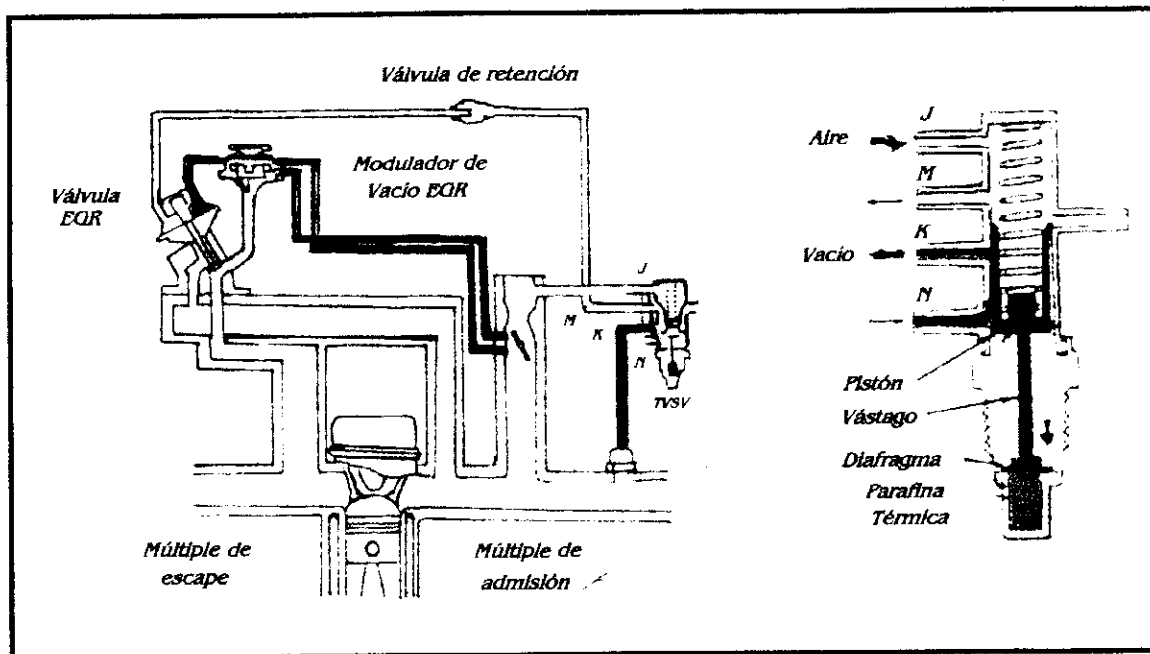 Válvula de retención
Modulador de
Vacío EGR
Válvula
EGR
J
M
K
N
TVSV
Múltiple de
escape
Múltiple de
admisión
J
Aire
M
K
Vacío
N
Pistón
Vástago
Diafragma
Parafina
Térmica